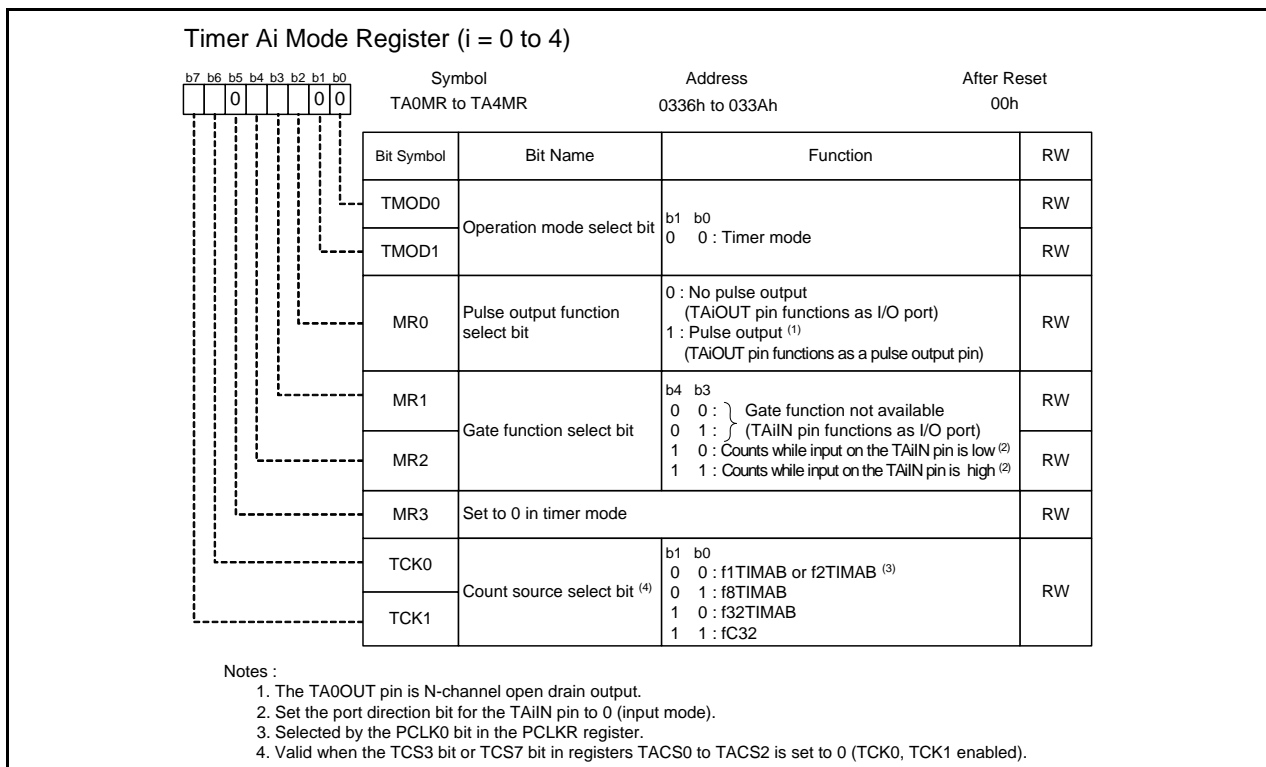 Timer Ai Mode Register (i = 0 to 4)
b7 b6 b5 b4 b3 b2 b1 b0
0 0 0
Symbol Address After Reset
TA0MR to TA4MR 0336h to 033Ah 00h
Bit Symbol Bit Name Function RW
TMOD0 RW
Operation mode select bit
b1 b0
0 0 : Timer mode
TMOD1 RW
MR0
Pulse output function
select bit
0 : No pulse output
(TAiOUT pin functions as I/O port)
1 : Pulse output (1)
(TAiOUT pin functions as a pulse output pin)
RW
MR1 RW
Gate function select bit
b4 b3
0 0 : Gate function not available
0 1 : (TAiIN pin functions as I/O port)
1 0 : Counts while input on the TAiIN pin is low (2)
1 1 : Counts while input on the TAiIN pin is high (2)
MR2 RW
MR3 Set to 0 in timer mode RW
TCK0
Count source select bit (4)
b1 b0
0 0 : f1TIMAB or f2TIMAB (3)
0 1 : f8TIMAB
1 0 : f32TIMAB
1 1 : fC32
RW
TCK1
Notes :
1. The TA0OUT pin is N-channel open drain output.
2. Set the port direction bit for the TAiIN pin to 0 (input mode).
3. Selected by the PCLK0 bit in the PCLKR register.
4. Valid when the TCS3 bit or TCS7 bit in registers TACS0 to TACS2 is set to 0 (TCK0, TCK1 enabled).